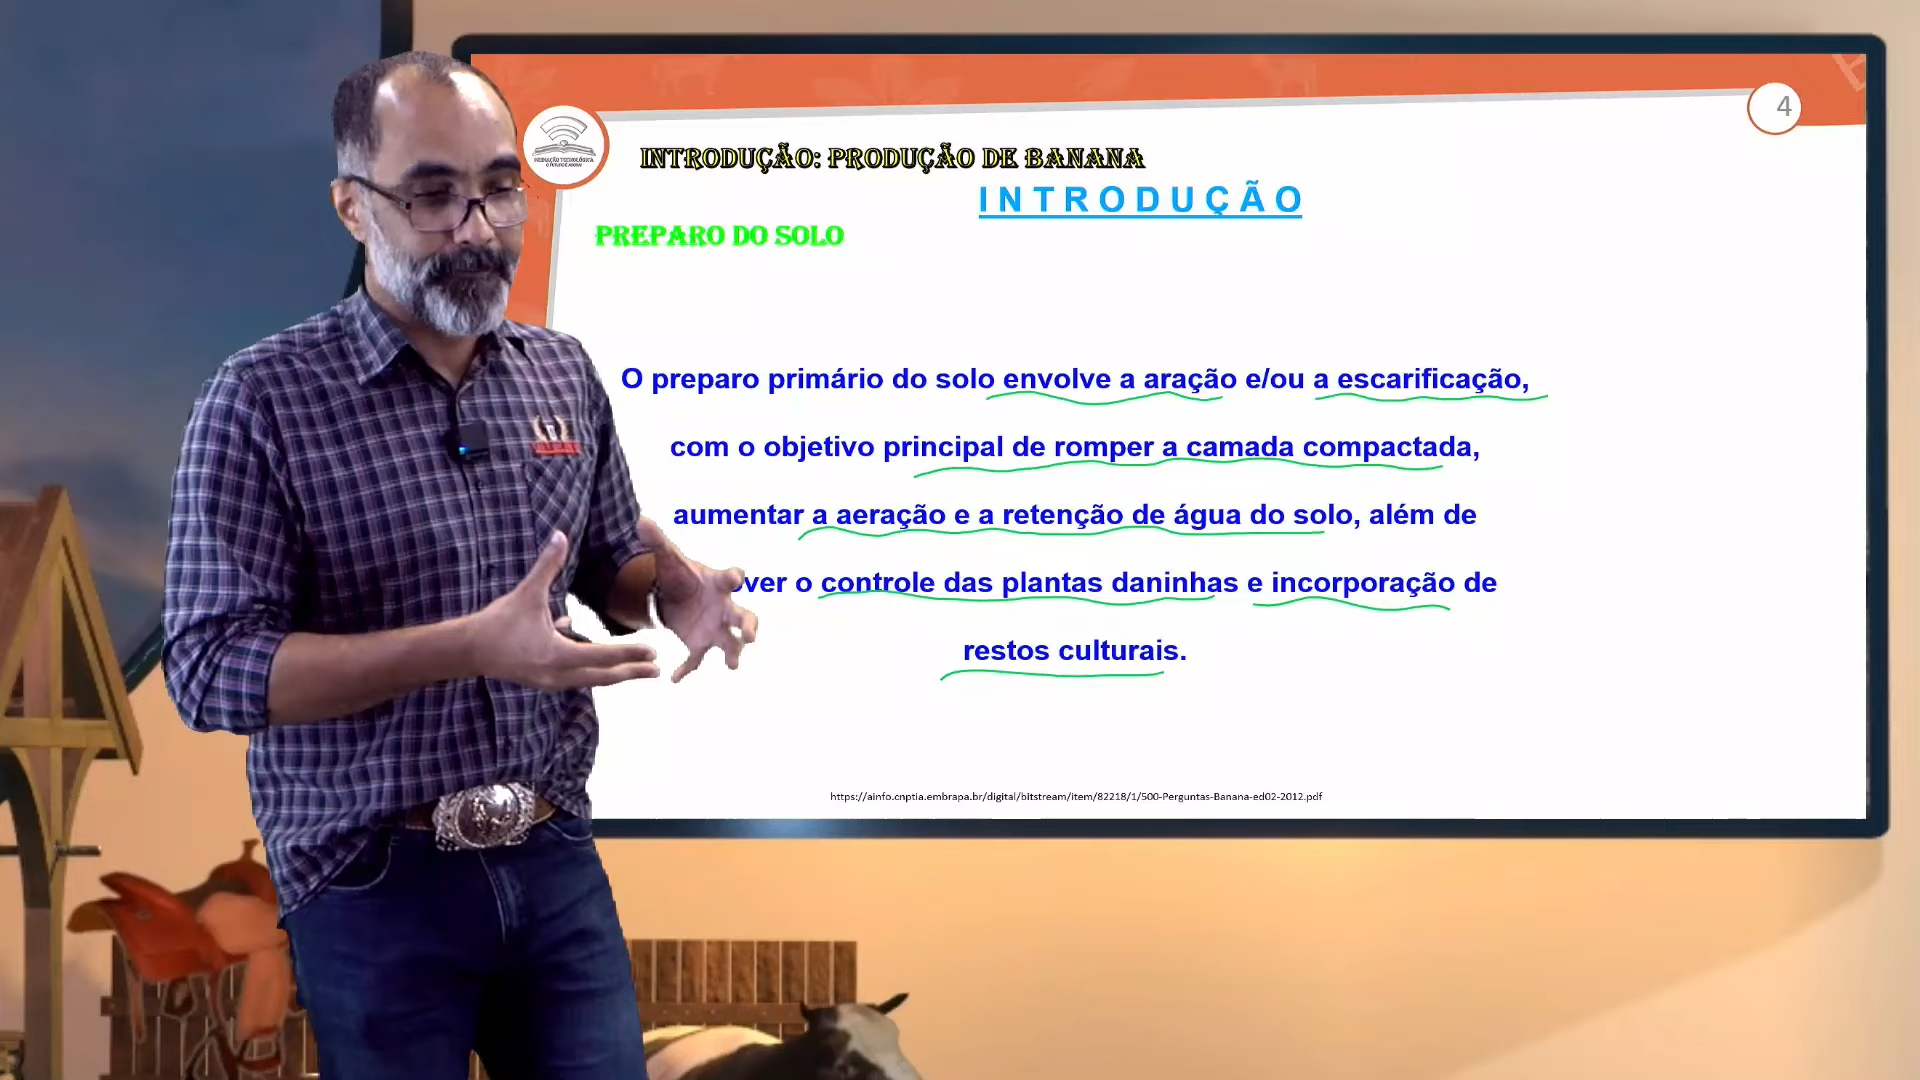 4
MEDIAÇÃO TECNOLÓGICA
INTRODUÇÃO: PRODUÇÃO DE BANANA
INTRODUÇÃO
PREPARO DO SOLO
O preparo primário do solo envolve a aração e/ou a escarificação,
com o objetivo principal de romper a camada compactada,
aumentar a aeração e a retenção de água do solo, além de
over o controle das plantas daninhas e incorporação de
restos culturais.
https://ainfo.cnptia.embrapa.br/digital/bitstream/item/82218/1/500-Perguntas-Banana-ed02-2012.pdf